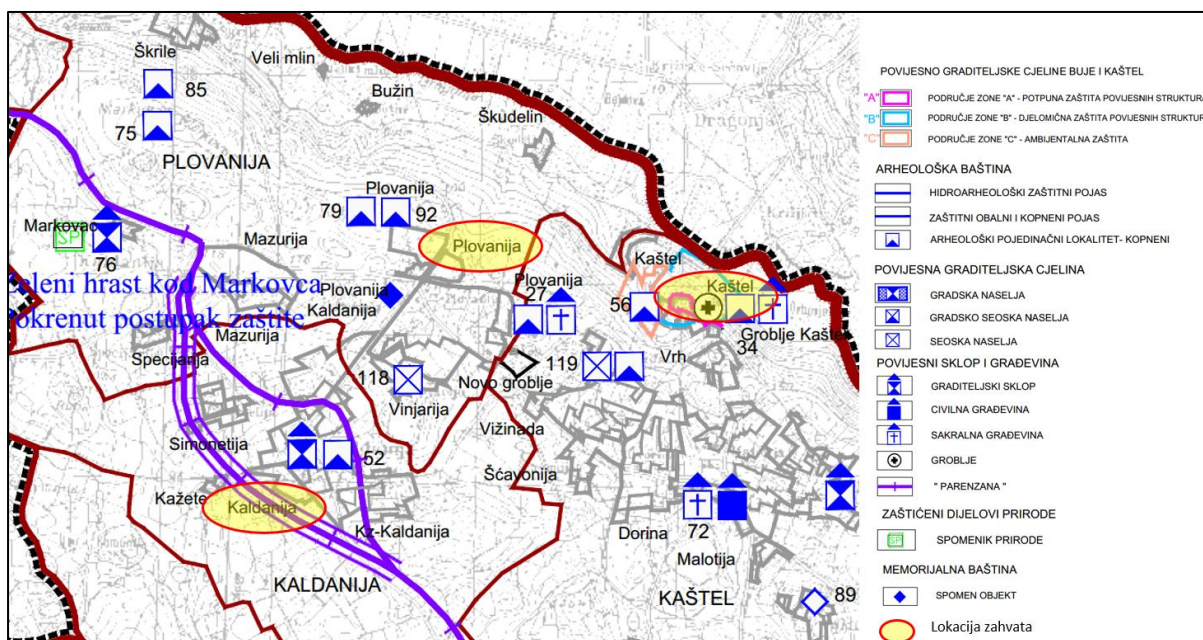 Škrile
Veli mlin
85
Bužin
Škudelin
75
Dragonja
PLOVANIJA
Plovanija
79
92
Markovac
SP
Mazurija
Plovanija
Kaštel
76
Plovanija
Kaštel
eleni hrast kod Markovca
Plovanija
27
Kaldanija
56
okrenut postupak zaštite
34
Groblje Kaštel
Mazurija
Specijanja
Vrh
119
118
Novo groblje
Vinjarija
Vižinada
Simonetija
52
Šćavonija
Kažete
Kaldanija
Kz-Kaldanija
Dorina
72
Malotija
KALDANIJA
KAŠTEL
89
POVIJESNO GRADITELJSKE CJELINE BUJE I KAŠTEL
"A" PODRUČJE ZONE "A" - POTPUNA ZAŠTITA POVIJESNIH STRUKTURA
"B" PODRUČJE ZONE "B" - DJELOMIČNA ZAŠTITA POVIJESNIH STRUKTUR
"C" PODRUČJE ZONE "C" - AMBIJENTALNA ZAŠTITA
ARHEOLOŠKA BAŠTINA
HIDROARHEOLOŠKI ZAŠTITNI POJAS
ZAŠTITNI OBALNI I KOPNENI POJAS
ARHEOLOŠKI POJEDINAČNI LOKALITET- KOPNENI
POVIJESNA GRADITELJSKA CJELINA
GRADSKA NASELJA
GRADSKO SEOSKA NASELJA
SEOSKA NASELJA
POVIJESNI SKLOP I GRAĐEVINA
GRADITELJSKI SKLOP
CIVILNA GRAĐEVINA
SAKRALNA GRAĐEVINA
GROBLJE
" PARENZANA "
ZAŠTIĆENI DIJELOVI PRIRODE
SP SPOMENIK PRIRODE
MEMORIJALNA BAŠTINA
SPOMEN OBJEKT
Lokacija zahvata